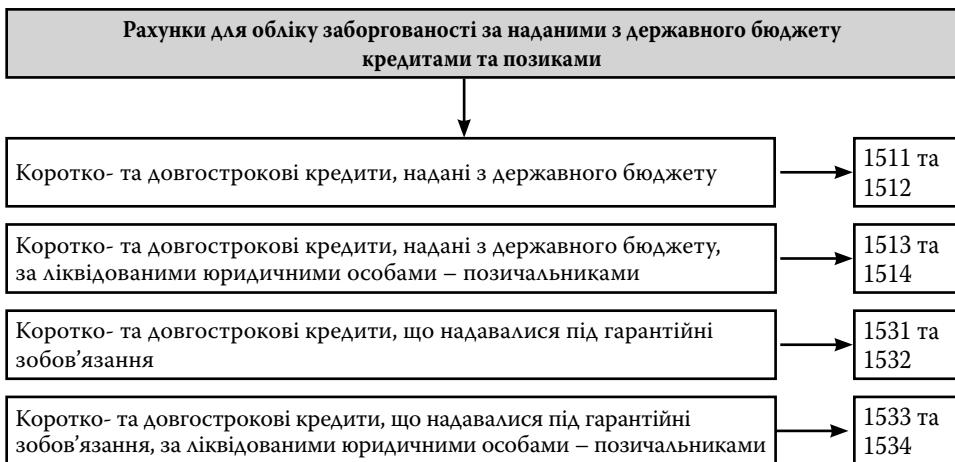 Рахунки для обліку заборгованості за наданими з державного бюджету
кредитами та позиками
Коротко- та довгострокові кредити, надані з державного бюджету
1511 та
1512
Коротко- та довгострокові кредити, надані з державного бюджету,
за ліквідованими юридичними особами – позичальниками
1513 та
1514
Коротко- та довгострокові кредити, що надавалися під гарантійні
зобов’язання
1531 та
1532
Коротко- та довгострокові кредити, що надавалися під гарантійні
зобов’язання, за ліквідованими юридичними особами – позичальниками
1533 та
1534